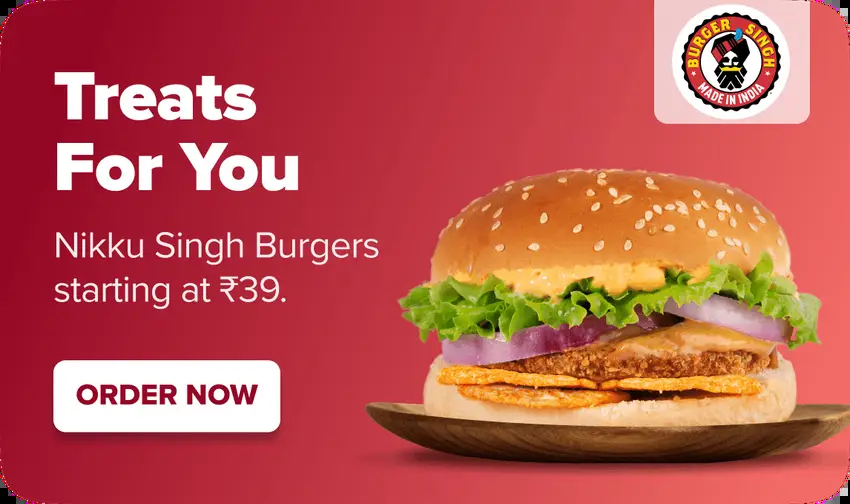 Treats
For You
Nikku Singh Burgers
starting at ₹39.
ORDER NOW
BURGER SINGH
MADE IN INDIA